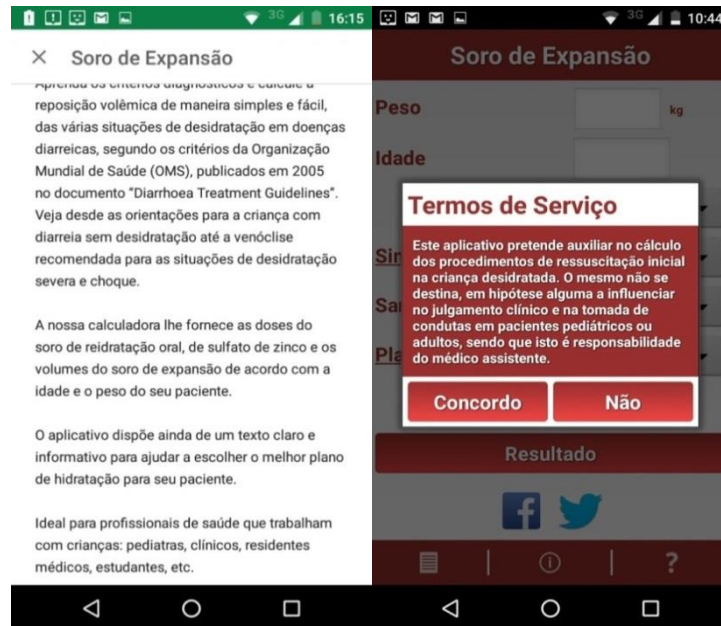 3G 16:15
Soro de Expansão
Aprenda os critérios diagnósticos e calcule a
reposição volêmica de maneira simples e fácil,
das várias situações de desidratação em doenças
diarreicas, segundo os critérios da Organização
Mundial de Saúde (OMS), publicados em 2005
no documento “Diarrhoea Treatment Guidelines”.
Veja desde as orientações para a criança com
diarreia sem desidratação até a venóclise
recomendada para as situações de desidratação
severa e choque.
A nossa calculadora lhe fornece as doses do
soro de reidratação oral, de sulfato de zinco e os
volumes do soro de expansão de acordo com a
idade e o peso do seu paciente.
O aplicativo dispõe ainda de um texto claro e
informativo para ajudar a escolher o melhor plano
de hidratação para seu paciente.
Ideal para profissionais de saúde que trabalham
com crianças: pediatras, clínicos, residentes
médicos, estudantes, etc.
3G 10:44
Soro de Expansão
Peso kg
Idade
Termos de Serviço
Este aplicativo pretende auxiliar no cálculo
dos procedimentos de ressuscitação inicial
na criança desidratada. O mesmo não se
destina, em hipótese alguma a influenciar
no julgamento clínico e na tomada de
condutas em pacientes pediátricos ou
adultos, sendo que isto é responsabilidade
do médico assistente.
Concordo Não
Resultado
?